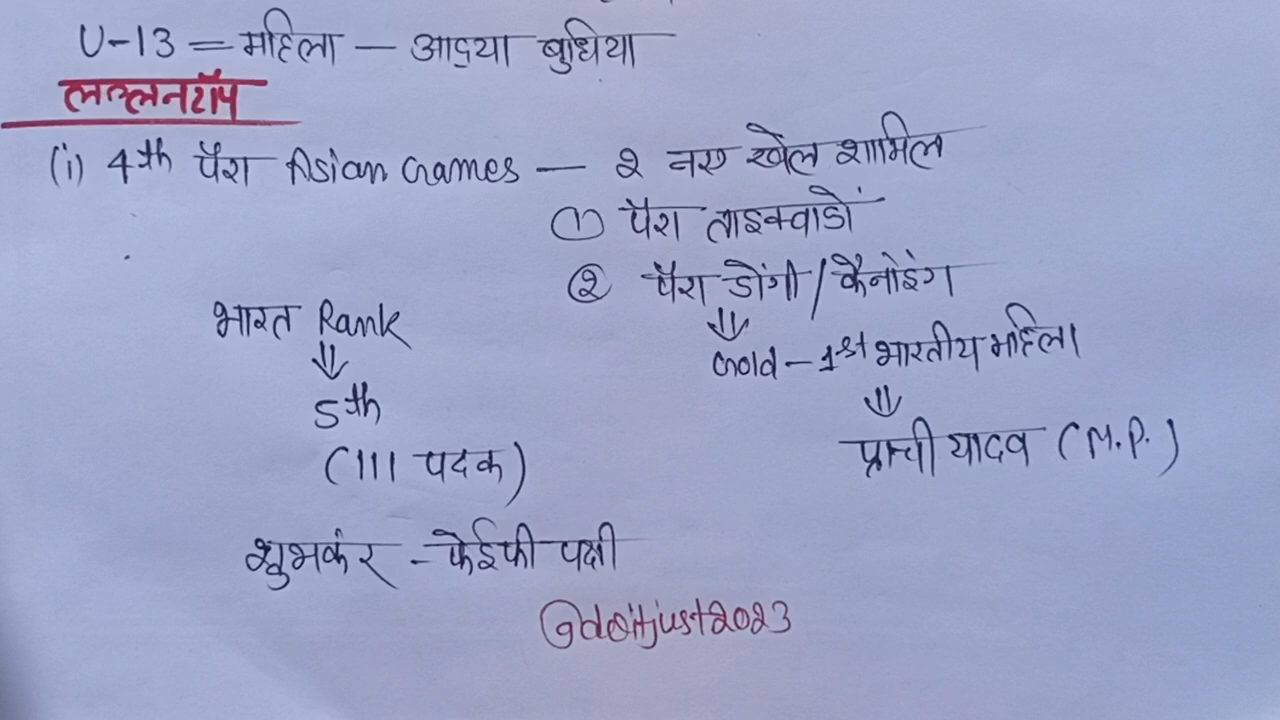 U-13 = महिला - आद्या बुधिया
लल्लनटॉप
(i) 4th पैरा Asian Games - 2 नए खेल शामिल
① पैरा ताइक्वाडों
② पैरा डोंगी / कैनोइंग
भारत Rank
⇓
5th
(111 पदक)
⇓
Gold - 1st भारतीय महिला
⇓
प्राची यादव (M.P.)
शुभकंर - फेईफी पक्षी
@doitjust2023